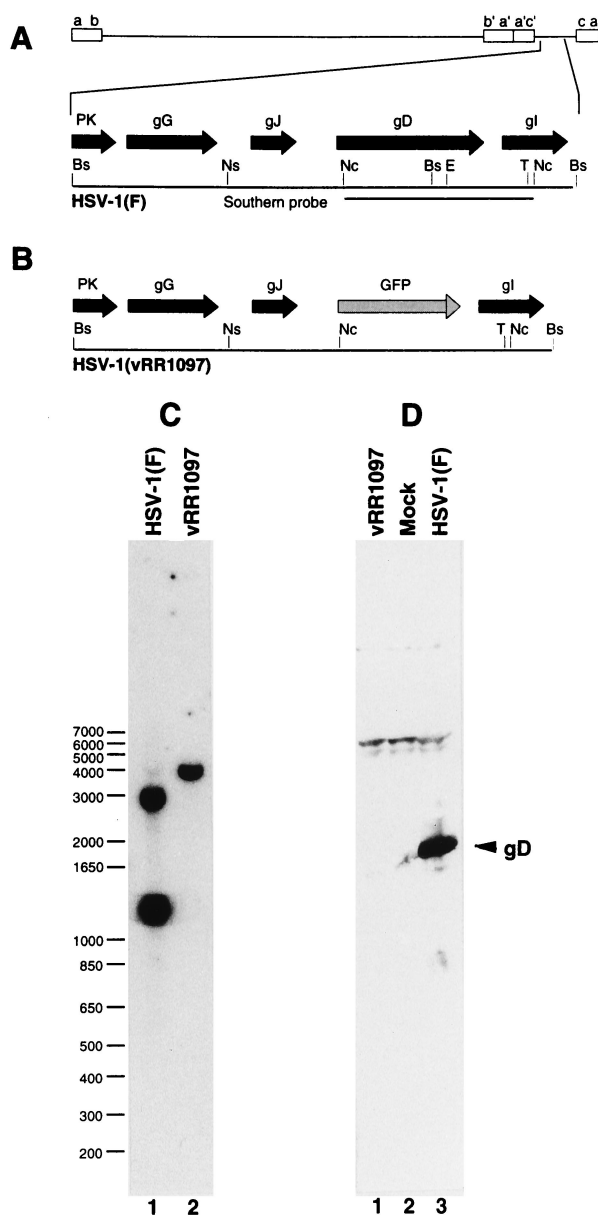 A
a b
b' a' a'c'
c a
PK gG gJ gD gI
Bs Ns Nc Bs E T Nc Bs
HSV-1(F)
Southern probe
B
PK gG gJ GFP gI
Bs Ns Nc T Nc Bs
HSV-1(vRR1097)
C
D
HSV-1(F)
vRR1097
vRR1097
Mock
HSV-1(F)
7000
6000
5000
4000
3000
2000
1650
1000
850
650
500
400
300
200
gD
1 2
1 2 3